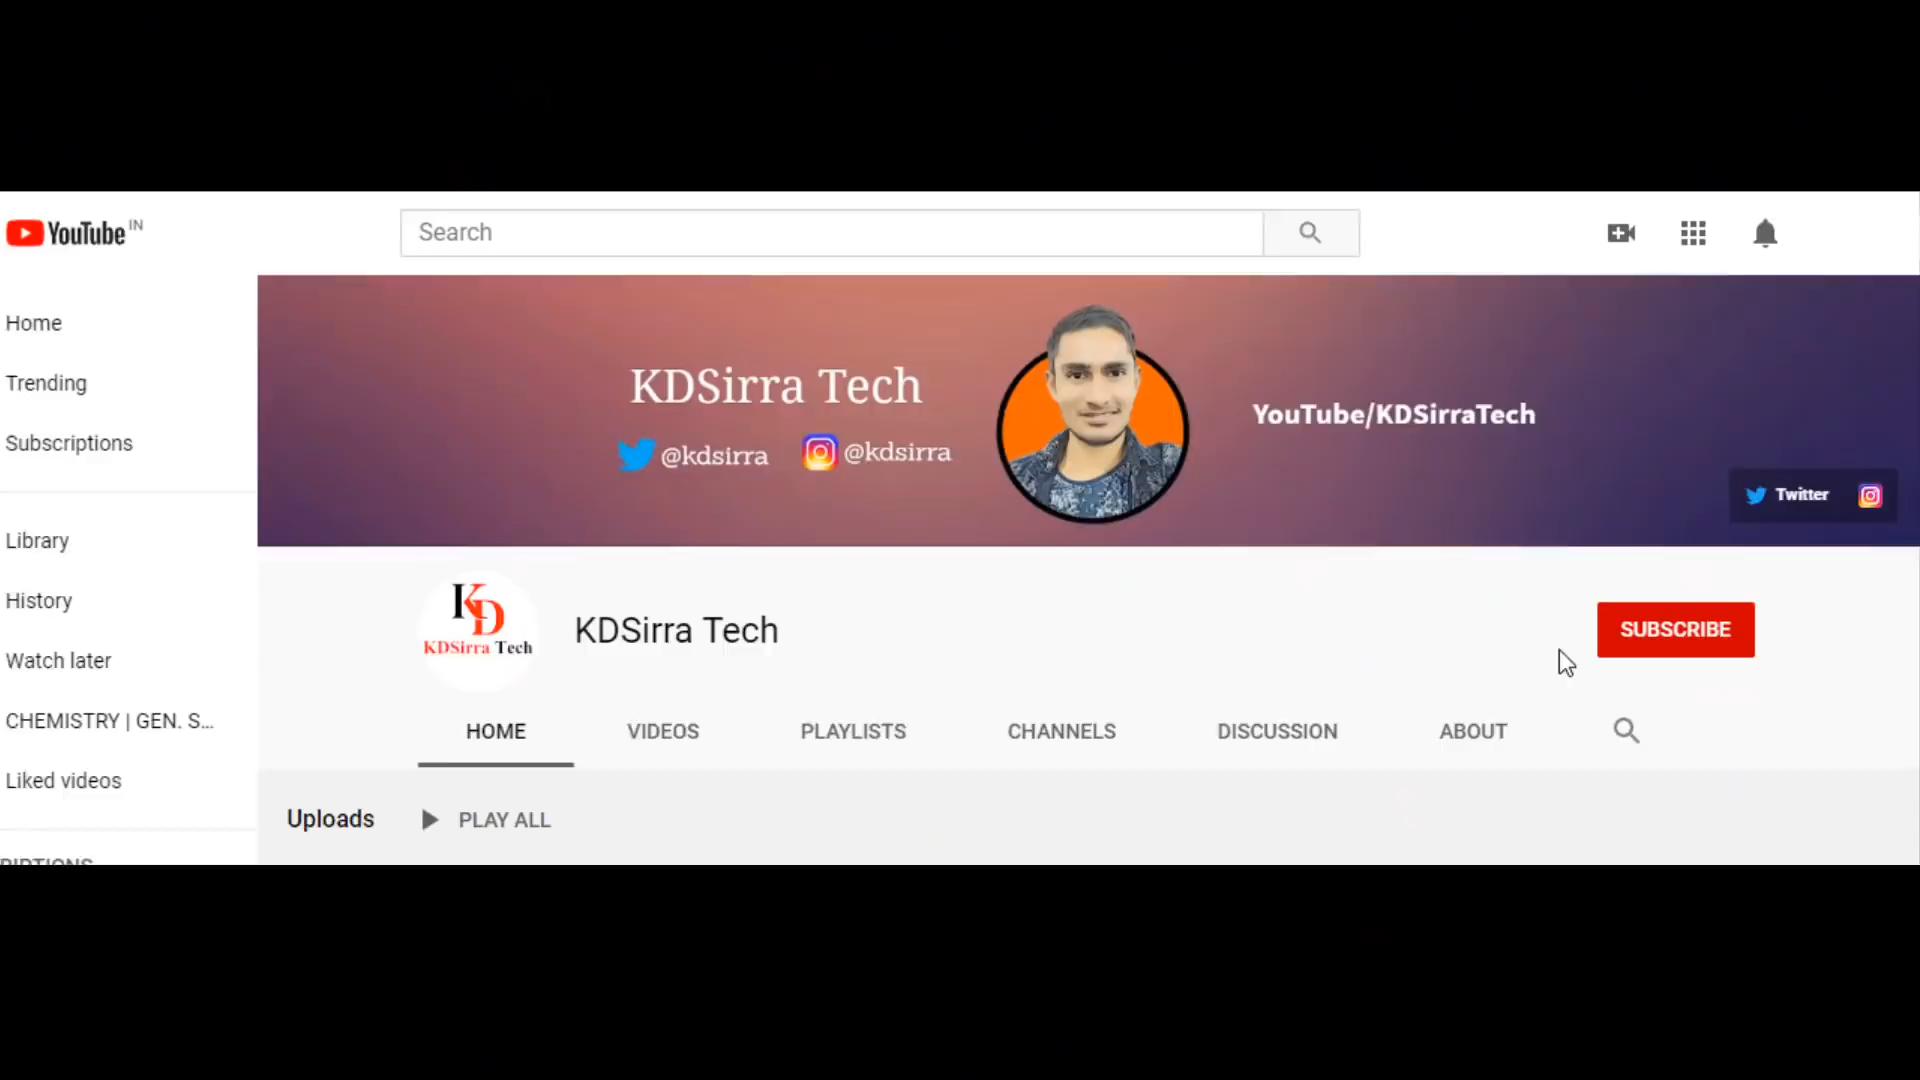 YouTube IN
Search
Home
Trending
Subscriptions
Library
History
Watch later
CHEMISTRY | GEN. S...
Liked videos
KDSirra Tech
@kdsirra @kdsirra
YouTube/KDSirraTech
Twitter
KD
KDSirra Tech
KDSirra Tech
SUBSCRIBE
HOME VIDEOS PLAYLISTS CHANNELS DISCUSSION ABOUT
Uploads PLAY ALL